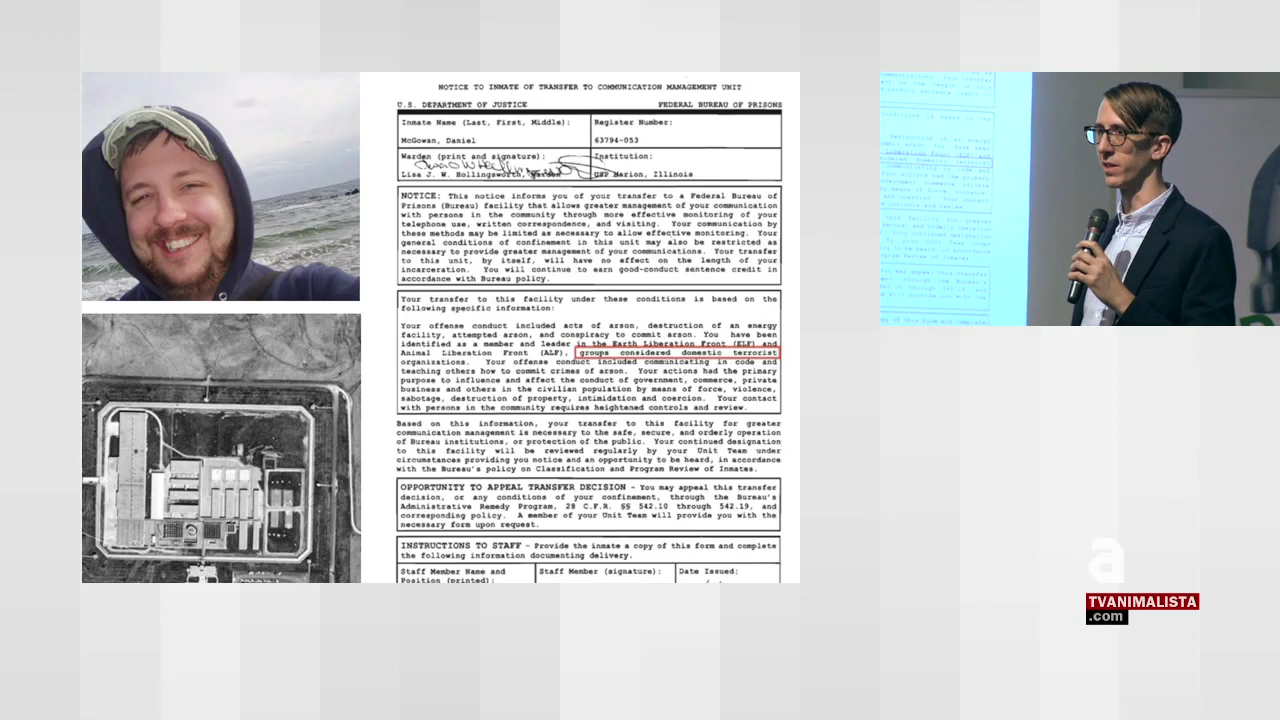 NOTICE TO INMATE OF TRANSFER TO COMMUNICATION MANAGEMENT UNIT
U.S. DEPARTMENT OF JUSTICE FEDERAL BUREAU OF PRISONS
Inmate Name (Last, First, Middle): Register Number:
McGowan, Daniel 63794-053
Warden (print and signature): Institution:
Lisa J. W. Hollingsworth, Warden USP Marion, Illinois
NOTICE: This notice informs you of your transfer to a Federal Bureau of
Prisons (Bureau) facility that allows greater management of your communication
with persons in the community through more effective monitoring of your
telephone use, written correspondence, and visiting. Your communication by
these methods may be limited as necessary to allow effective monitoring. Your
general conditions of confinement in this unit may also be restricted as
necessary to provide greater management of your communications. Your transfer
to this unit, by itself, will have no effect on the length of your
incarceration. You will continue to earn good-conduct sentence credit in
accordance with Bureau policy.
Your transfer to this facility under these conditions is based on the
following specific information:
Your offense conduct included acts of arson, destruction of an energy
facility, attempted arson, and conspiracy to commit arson. You have been
identified as a member and leader in the Earth Liberation Front (ELF) and
Animal Liberation Front (ALF), groups considered domestic terrorist
organizations. Your offense conduct included communicating in code and
teaching others how to commit crimes of arson. Your actions had the primary
purpose to influence and affect the conduct of government, commerce, private
business and others in the civilian population by means of force, violence,
sabotage, destruction of property, intimidation and coercion. Your contact
with persons in the community requires heightened controls and review.
Based on this information, your transfer to this facility for greater
communication management is necessary to the safe, secure, and orderly operation
of Bureau institutions, or protection of the public. Your continued designation
to this facility will be reviewed regularly by your Unit Team under
circumstances providing you notice and an opportunity to be heard, in accordance
with the Bureau's policy on Classification and Program Review of Inmates.
OPPORTUNITY TO APPEAL TRANSFER DECISION - You may appeal this transfer
decision, or any conditions of your confinement, through the Bureau's
Administrative Remedy Program, 28 C.F.R. §§ 542.10 through 542.19, and
corresponding policy. A member of your Unit Team will provide you with the
necessary form upon request.
INSTRUCTIONS TO STAFF - Provide the inmate a copy of this form and complete
the following information documenting delivery.
Staff Member Name and Staff Member (signature): Date Issued:
Position (printed):
a
TVANIMALISTA
.com